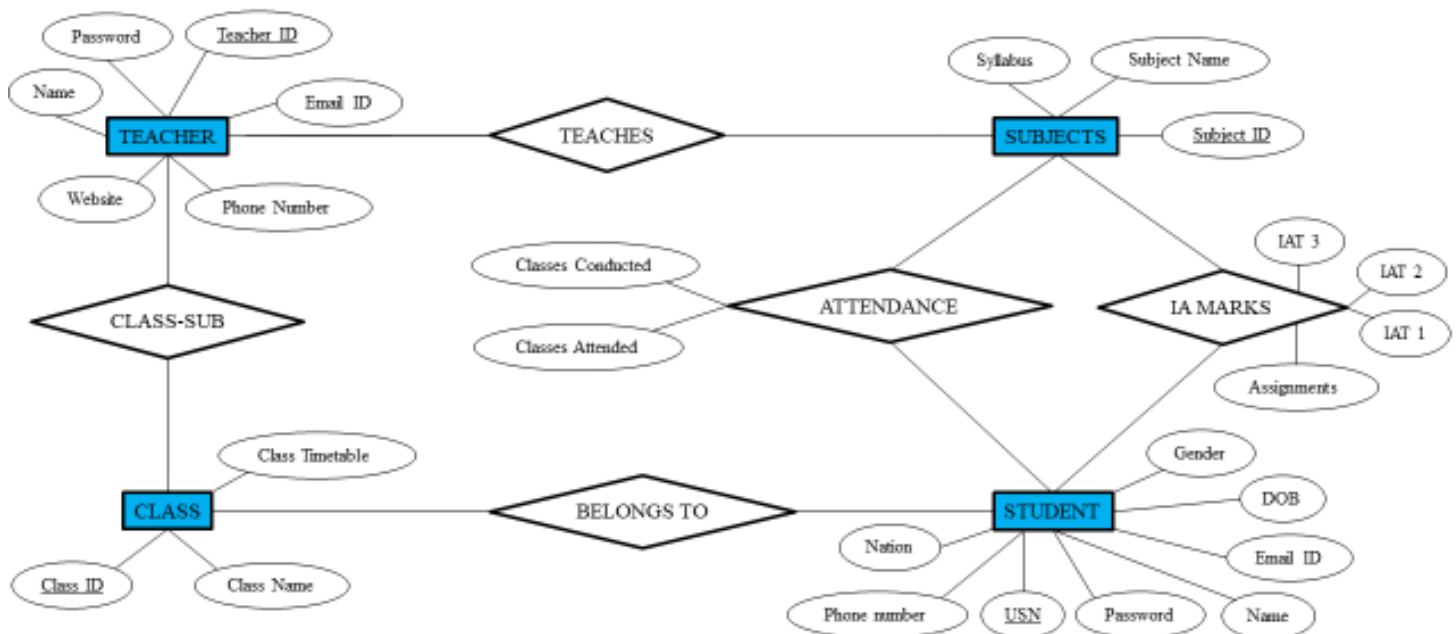 Password
Teacher ID
Syllabus
Subject Name
Name
Email ID
TEACHER
TEACHES
SUBJECTS
Subject ID
Website
Phone Number
IAT 3
Classes Conducted
IAT 2
CLASS-SUB
ATTENDANCE
IA MARKS
IAT 1
Classes Attended
Assignments
Class Timetable
Gender
CLASS
BELONGS TO
STUDENT
DOB
Nation
Email ID
Class ID
Class Name
Phone number
USN
Password
Name